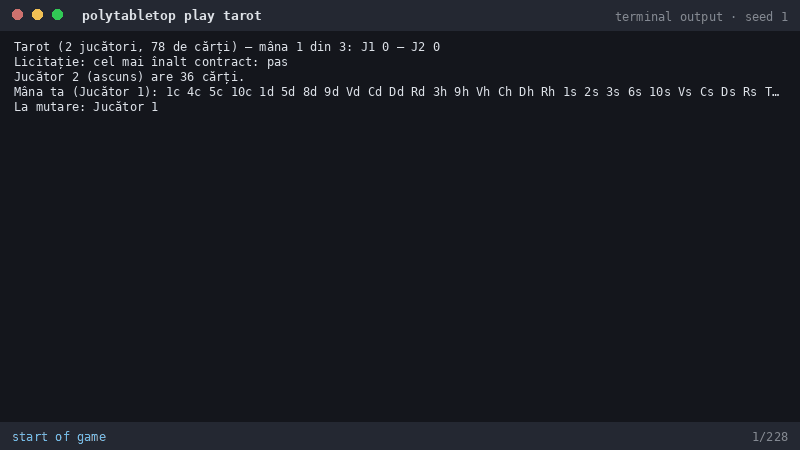 polytabletop play tarot
terminal output · seed 1
Tarot (2 jucători, 78 de cărți) — mâna 1 din 3: J1 0 — J2 0
Licitație: cel mai înalt contract: pas
Jucător 2 (ascuns) are 36 cărți.
Mâna ta (Jucător 1): 1c 4c 5c 10c 1d 5d 8d 9d Vd Cd Dd Rd 3h 9h Vh Ch Dh Rh 1s 2s 3s 6s 10s Vs Cs Ds Rs T…
La mutare: Jucător 1
start of game
1/228